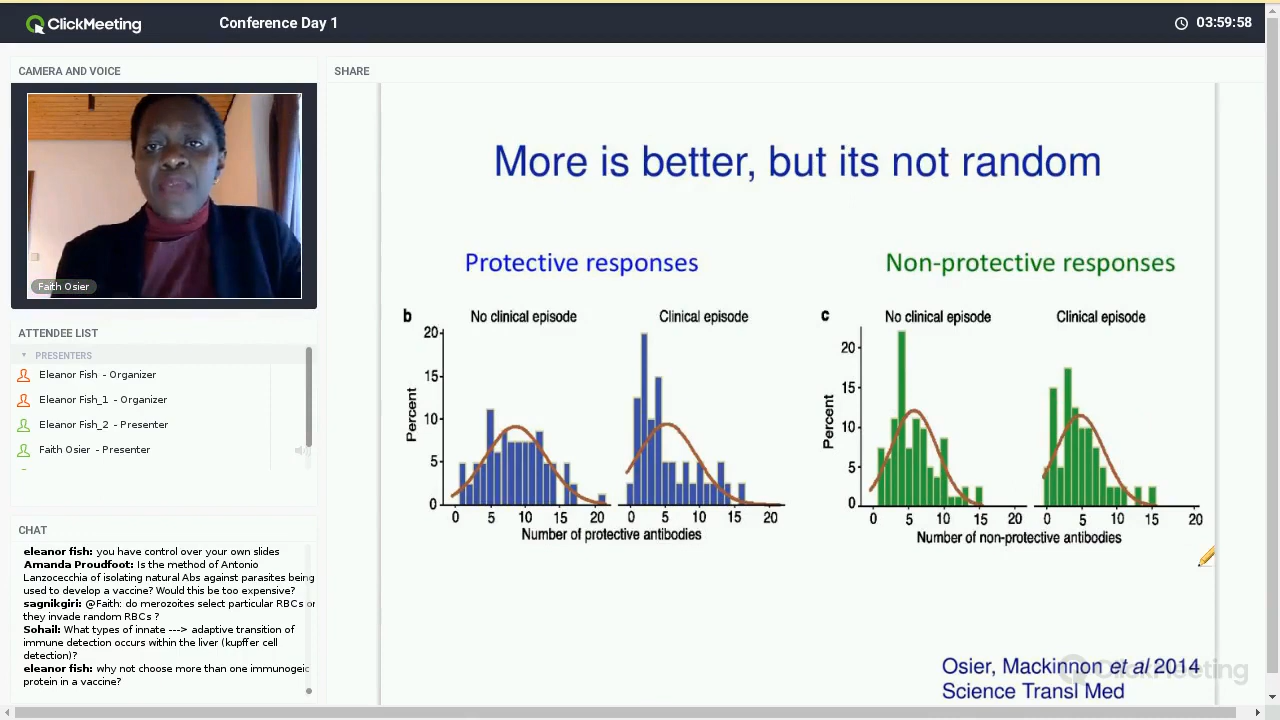 ClickMeeting
Conference Day 1
03:59:58
CAMERA AND VOICE
Faith Osier
ATTENDEE LIST
PRESENTERS
Eleanor Fish - Organizer
Eleanor Fish_1 - Organizer
Eleanor Fish_2 - Presenter
Faith Osier - Presenter
CHAT
eleanor fish: you have control over your own slides
Amanda Proudfoot: Is the method of Antonio
Lanzocecchia of isolating natural Abs against parasites being
used to develop a vaccine? Would this be too expensive?
sagnikgiri: @Faith: do merozoites select particular RBCs or
they invade random RBCs ?
Sohail: What types of innate ---> adaptive transition of
immune detection occurs within the liver (kupffer cell
detection)?
eleanor fish: why not choose more than one immunogeic
protein in a vaccine?
SHARE
More is better, but its not random
Protective responses
b
No clinical episode
Clinical episode
Percent
20
15
10
5
0
0 5 10 15 20
0 5 10 15 20
Number of protective antibodies
Non-protective responses
c
No clinical episode
Clinical episode
Percent
20
15
10
5
0
0 5 10 15 20
0 5 10 15 20
Number of non-protective antibodies
Osier, Mackinnon et al 2014
Science Transl Med
ClickMeeting